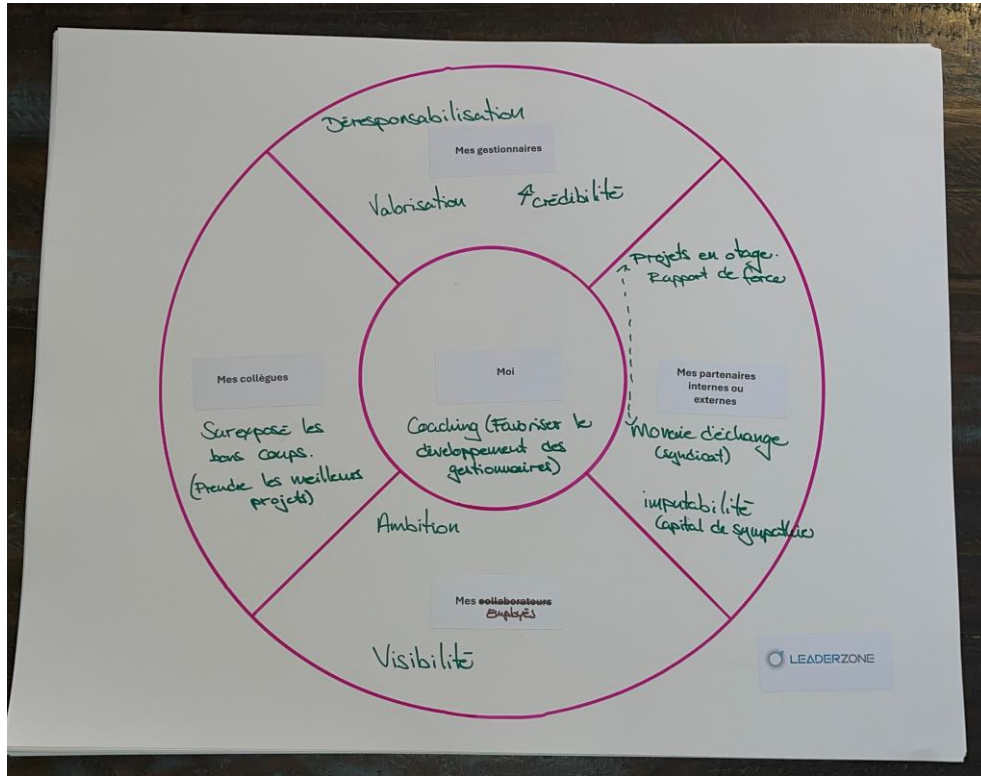 Déresponsabilisation
Mes gestionnaires
Valorisation
↑ crédibilité
Projets en otage.
Rapport de force
Mes collègues
Surexposé les
bons coups.
(Prendre les meilleurs
projets)
Moi
Coaching (Favoriser le
développement des
gestionnaires)
Mes partenaires
internes ou
externes
Monaie d'échange
(syndicat)
imputabilité
Capital de sympathie
Ambition
Mes collaborateurs
Employés
Visibilité
LEADERZONE